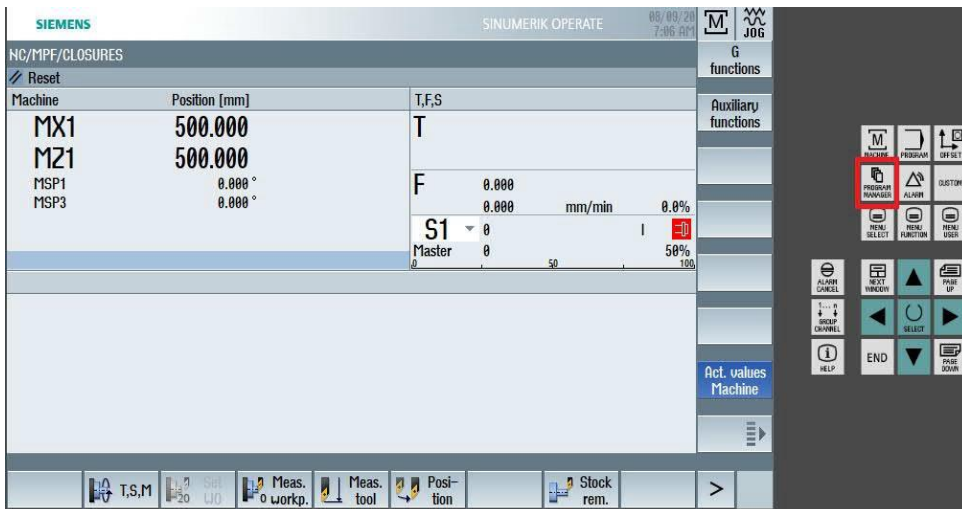 SIEMENS
SINUMERIK OPERATE
08/09/20
7:06 AM
M
JOG
NC/MPF/CLOSURES
Reset
Machine
Position [mm]
T,F,S
MX1
500.000
T
MZ1
500.000
MSP1
0.000 °
F
0.000
MSP3
0.000 °
0.000
mm/min
0.0%
S1
0
I
Master
0
50%
0
50
100
G
functions
Auxiliary
functions
Act. values
Machine
T,S,M
Set
WO
Meas.
workp.
Meas.
tool
Posi-
tion
Stock
rem.
>
M
MACHINE
PROGRAM
OFFSET
PROGRAM
MANAGER
ALARM
CUSTOM
MENU
SELECT
MENU
FUNCTION
MENU
USER
ALARM
CANCEL
NEXT
WINDOW
PAGE
UP
1... n
GROUP
CHANNEL
SELECT
i
HELP
END
PAGE
DOWN